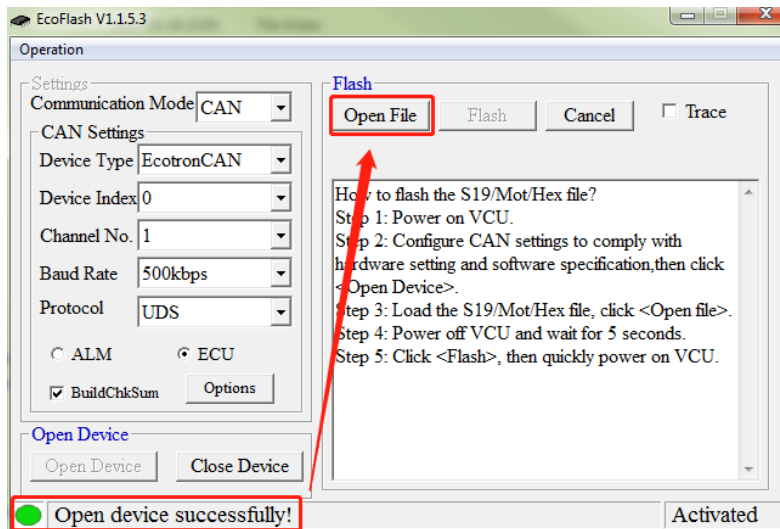 EcoFlash V1.1.5.3
Operation
Settings
Communication Mode CAN
CAN Settings
Device Type EcotronCAN
Device Index 0
Channel No. 1
Baud Rate 500kbps
Protocol UDS
ALM ECU
BuildChkSum Options
Open Device
Open Device Close Device
Open device successfully!
Flash
Open File Flash Cancel Trace
How to flash the S19/Mot/Hex file?
Step 1: Power on VCU.
Step 2: Configure CAN settings to comply with
hardware setting and software specification,then click
<Open Device>.
Step 3: Load the S19/Mot/Hex file, click <Open file>.
Step 4: Power off VCU and wait for 5 seconds.
Step 5: Click <Flash>, then quickly power on VCU.
Activated